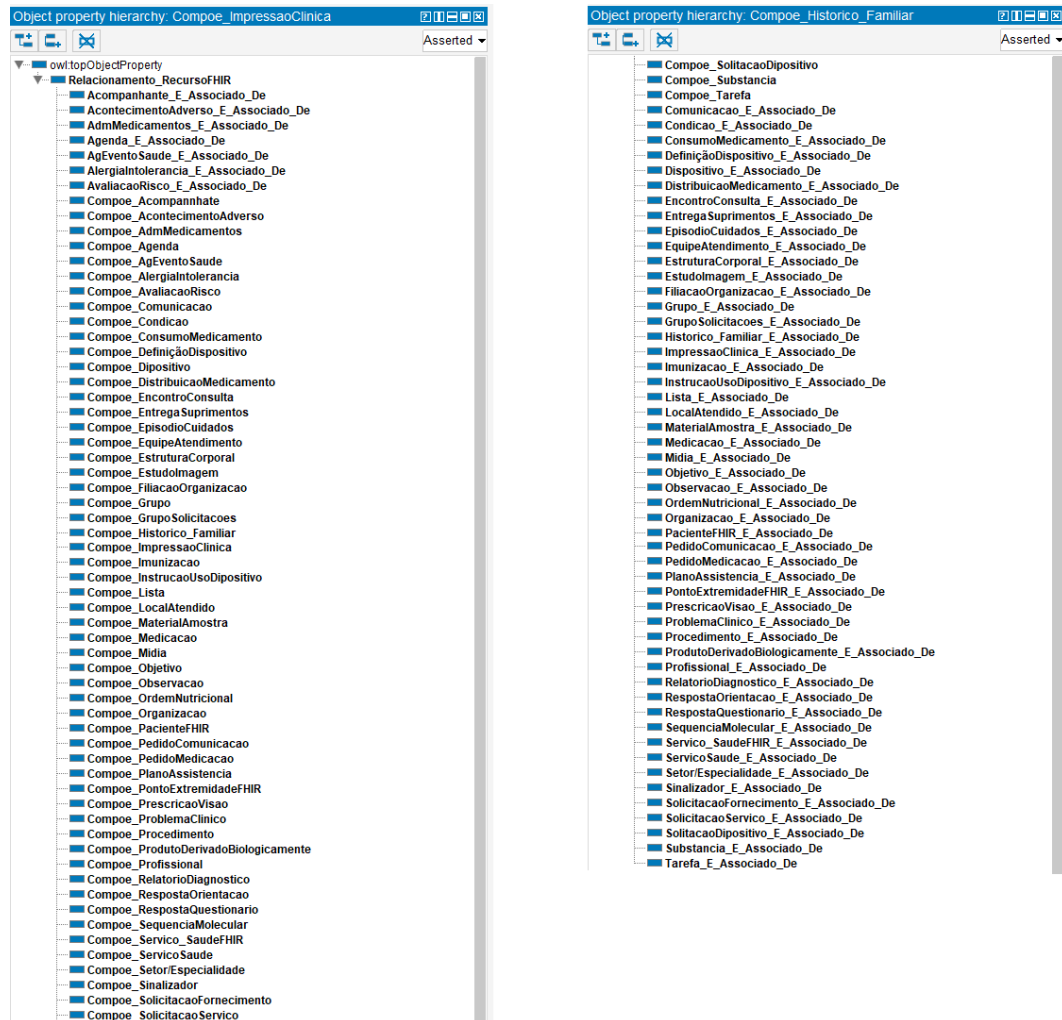 Object property hierarchy: Compoe_ImpressaoClinica
Asserted
owl:topObjectProperty
Relacionamento_RecursoFHIR
Acompanhante_E_Associado_De
AcontecimentoAdverso_E_Associado_De
AdmMedicamentos_E_Associado_De
Agenda_E_Associado_De
AgEventoSaude_E_Associado_De
AlergiaIntolerancia_E_Associado_De
AvaliacaoRisco_E_Associado_De
Compoe_Acompannhate
Compoe_AcontecimentoAdverso
Compoe_AdmMedicamentos
Compoe_Agenda
Compoe_AgEventoSaude
Compoe_AlergiaIntolerancia
Compoe_AvaliacaoRisco
Compoe_Comunicacao
Compoe_Condicao
Compoe_ConsumoMedicamento
Compoe_DefiniçãoDispositivo
Compoe_Dipositivo
Compoe_DistribuicaoMedicamento
Compoe_EncontroConsulta
Compoe_EntregaSuprimentos
Compoe_EpisodioCuidados
Compoe_EquipeAtendimento
Compoe_EstruturaCorporal
Compoe_EstudoImagem
Compoe_FiliacaoOrganizacao
Compoe_Grupo
Compoe_GrupoSolicitacoes
Compoe_Historico_Familiar
Compoe_ImpressaoClinica
Compoe_Imunizacao
Compoe_InstrucaoUsoDipositivo
Compoe_Lista
Compoe_LocalAtendido
Compoe_MaterialAmostra
Compoe_Medicacao
Compoe_Midia
Compoe_Objetivo
Compoe_Observacao
Compoe_OrdemNutricional
Compoe_Organizacao
Compoe_PacienteFHIR
Compoe_PedidoComunicacao
Compoe_PedidoMedicacao
Compoe_PlanoAssistencia
Compoe_PontoExtremidadeFHIR
Compoe_PrescricaoVisao
Compoe_ProblemaClinico
Compoe_Procedimento
Compoe_ProdutoDerivadoBiologicamente
Compoe_Profissional
Compoe_RelatorioDiagnostico
Compoe_RespostaOrientacao
Compoe_RespostaQuestionario
Compoe_SequenciaMolecular
Compoe_Servico_SaudeFHIR
Compoe_ServicoSaude
Compoe_Setor/Especialidade
Compoe_Sinalizador
Compoe_SolicitacaoFornecimento
Compoe_SolicitacaoServico
Object property hierarchy: Compoe_Historico_Familiar
Asserted
Compoe_SolitacaoDipositivo
Compoe_Substancia
Compoe_Tarefa
Comunicacao_E_Associado_De
Condicao_E_Associado_De
ConsumoMedicamento_E_Associado_De
DefiniçãoDispositivo_E_Associado_De
Dispositivo_E_Associado_De
DistribuicaoMedicamento_E_Associado_De
EncontroConsulta_E_Associado_De
EntregaSuprimentos_E_Associado_De
EpisodioCuidados_E_Associado_De
EquipeAtendimento_E_Associado_De
EstruturaCorporal_E_Associado_De
EstudoImagem_E_Associado_De
FiliacaoOrganizacao_E_Associado_De
Grupo_E_Associado_De
GrupoSolicitacoes_E_Associado_De
Historico_Familiar_E_Associado_De
ImpressaoClinica_E_Associado_De
Imunizacao_E_Associado_De
InstrucaoUsoDipositivo_E_Associado_De
Lista_E_Associado_De
LocalAtendido_E_Associado_De
MaterialAmostra_E_Associado_De
Medicacao_E_Associado_De
Midia_E_Associado_De
Objetivo_E_Associado_De
Observacao_E_Associado_De
OrdemNutricional_E_Associado_De
Organizacao_E_Associado_De
PacienteFHIR_E_Associado_De
PedidoComunicacao_E_Associado_De
PedidoMedicacao_E_Associado_De
PlanoAssistencia_E_Associado_De
PontoExtremidadeFHIR_E_Associado_De
PrescricaoVisao_E_Associado_De
ProblemaClinico_E_Associado_De
Procedimento_E_Associado_De
ProdutoDerivadoBiologicamente_E_Associado_De
Profissional_E_Associado_De
RelatorioDiagnostico_E_Associado_De
RespostaOrientacao_E_Associado_De
RespostaQuestionario_E_Associado_De
SequenciaMolecular_E_Associado_De
Servico_SaudeFHIR_E_Associado_De
ServicoSaude_E_Associado_De
Setor/Especialidade_E_Associado_De
Sinalizador_E_Associado_De
SolicitacaoFornecimento_E_Associado_De
SolicitacaoServico_E_Associado_De
SolitacaoDipositivo_E_Associado_De
Substancia_E_Associado_De
Tarefa_E_Associado_De